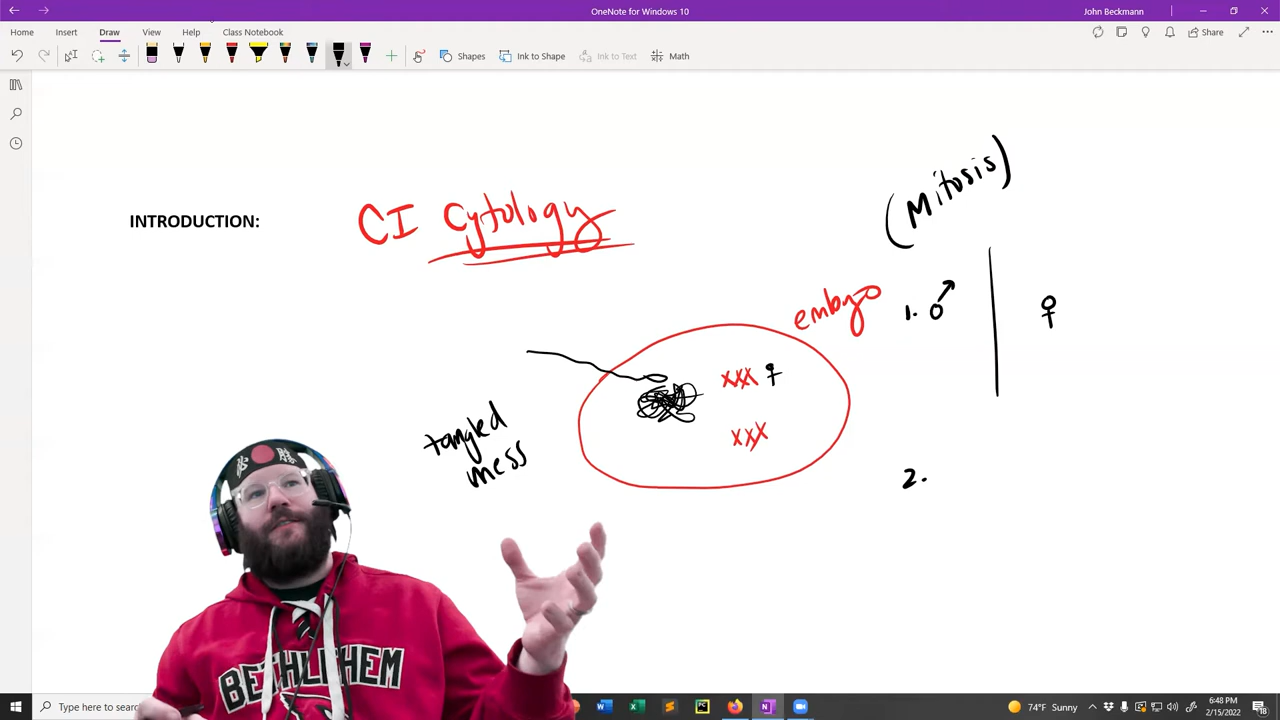 OneNote for Windows 10
John Beckmann
Home Insert Draw View Help Class Notebook
Share
Shapes Ink to Shape Ink to Text Math
(Mitosis)
INTRODUCTION: CI Cytology
embryo 1. ♂ ♀
xxx ♀
xxx
tangled
mess
2.
勝
BETHLEHEM
Type here to search
74°F Sunny
6:48 PM
2/15/2022
18